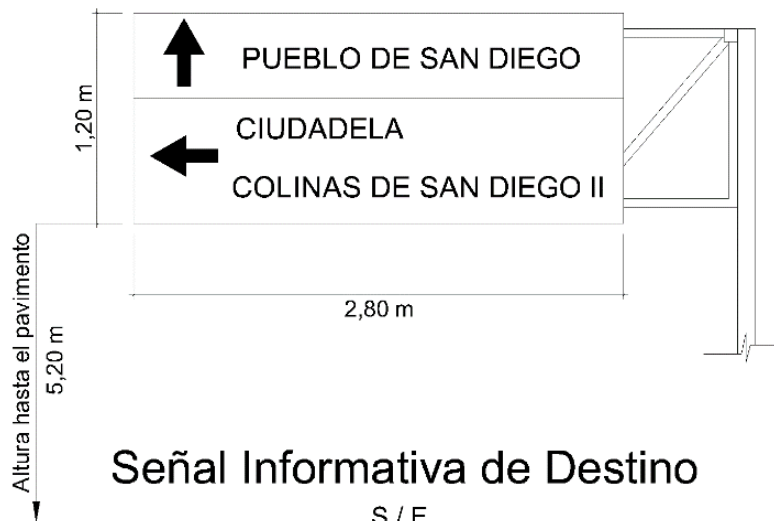 PUEBLO DE SAN DIEGO
CIUDADELA
COLINAS DE SAN DIEGO II
1,20 m
2,80 m
Altura hasta el pavimento
5,20 m
Señal Informativa de Destino
S / E